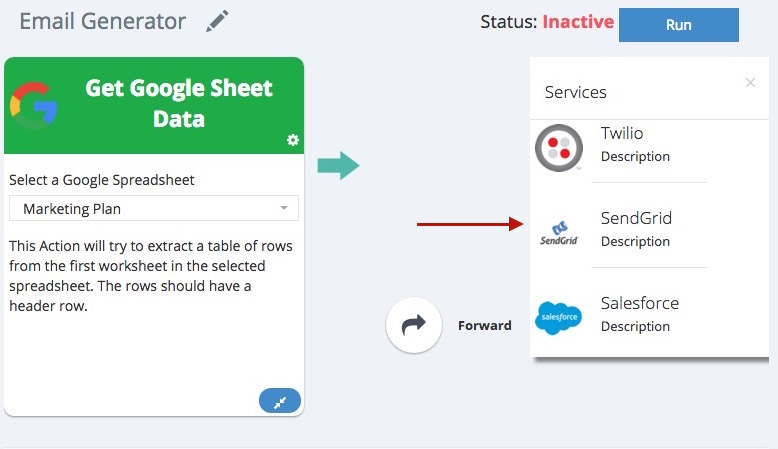 Email Generator
Status: Inactive
Run
Get Google Sheet
Data
Select a Google Spreadsheet
Marketing Plan
This Action will try to extract a table of rows
from the first worksheet in the selected
spreadsheet. The rows should have a
header row.
Forward
Services
×
Twilio
Description
SendGrid
SendGrid
Description
salesforce
Salesforce
Description